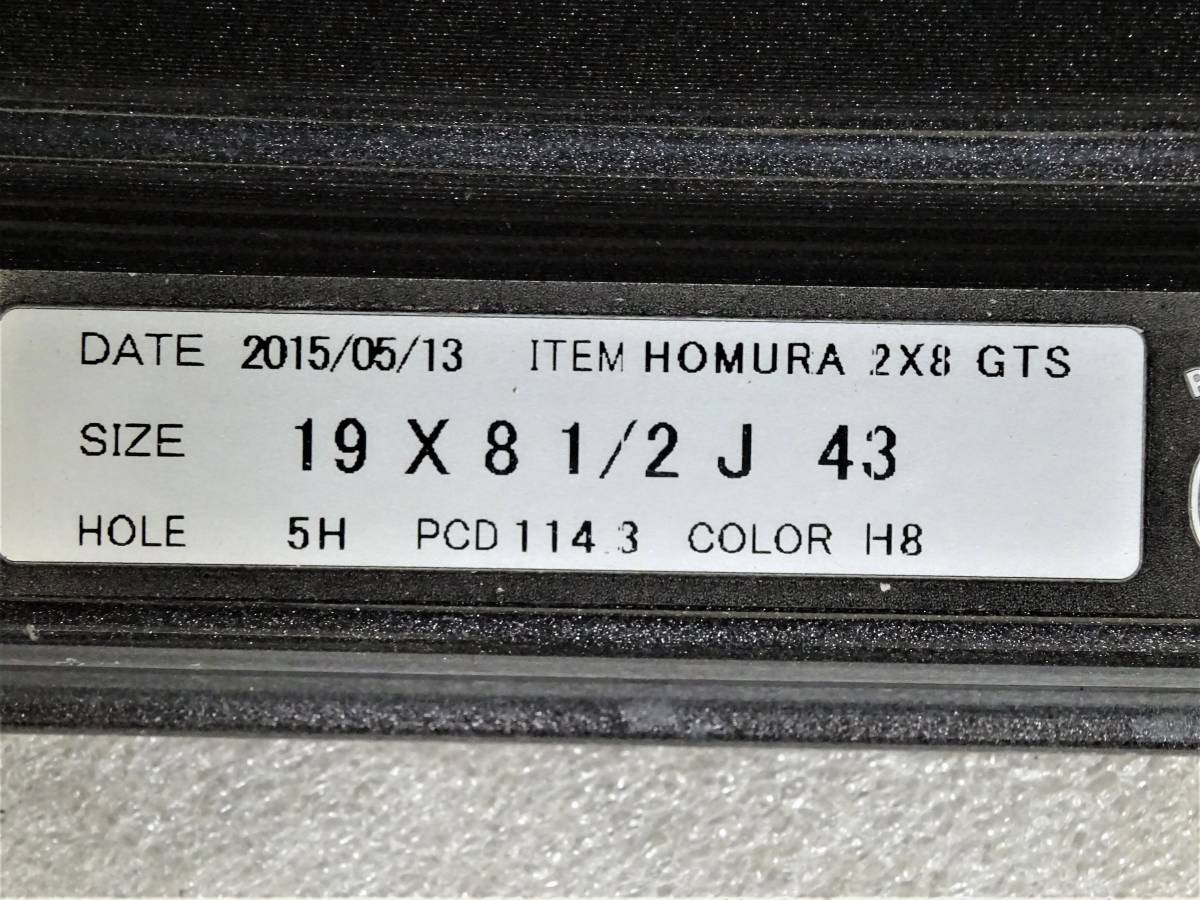 DATE 2015/05/13 ITEM HOMURA 2X8 GTS
SIZE 19 X 8 1/2 J 43
HOLE 5H PCD 114.3 COLOR H8